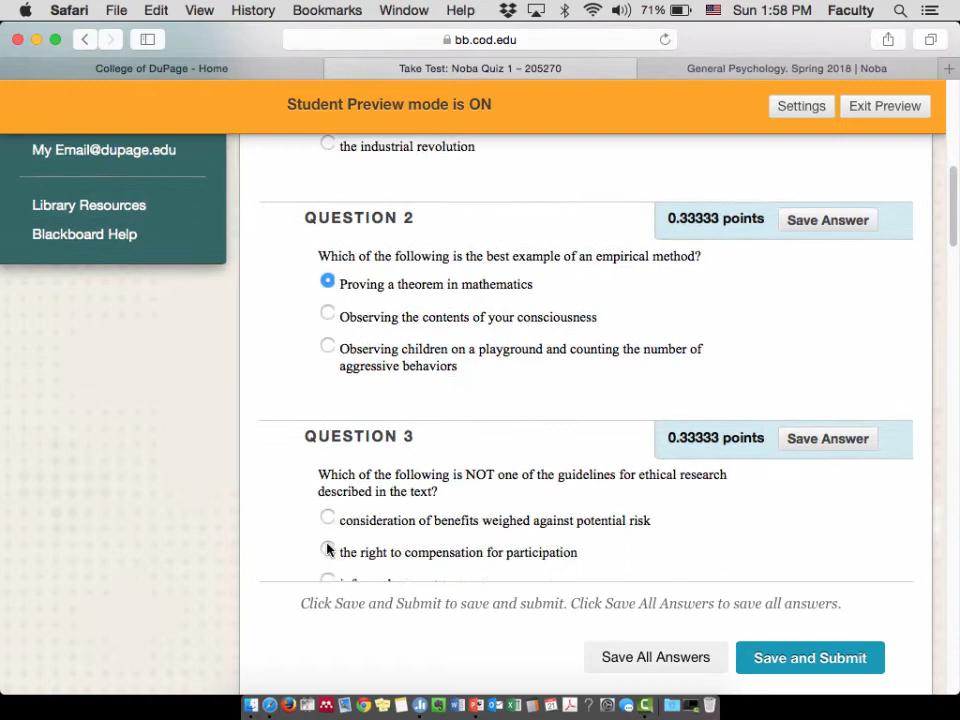 Safari File Edit View History Bookmarks Window Help 71% Sun 1:58 PM Faculty
bb.cod.edu
College of DuPage - Home Take Test: Noba Quiz 1 – 205270 General Psychology. Spring 2018 | Noba
Student Preview mode is ON Settings Exit Preview
My Email@dupage.edu
Library Resources
Blackboard Help
the industrial revolution
QUESTION 2 0.33333 points Save Answer
Which of the following is the best example of an empirical method?
Proving a theorem in mathematics
Observing the contents of your consciousness
Observing children on a playground and counting the number of
aggressive behaviors
QUESTION 3 0.33333 points Save Answer
Which of the following is NOT one of the guidelines for ethical research
described in the text?
consideration of benefits weighed against potential risk
the right to compensation for participation
Click Save and Submit to save and submit. Click Save All Answers to save all answers.
Save All Answers Save and Submit